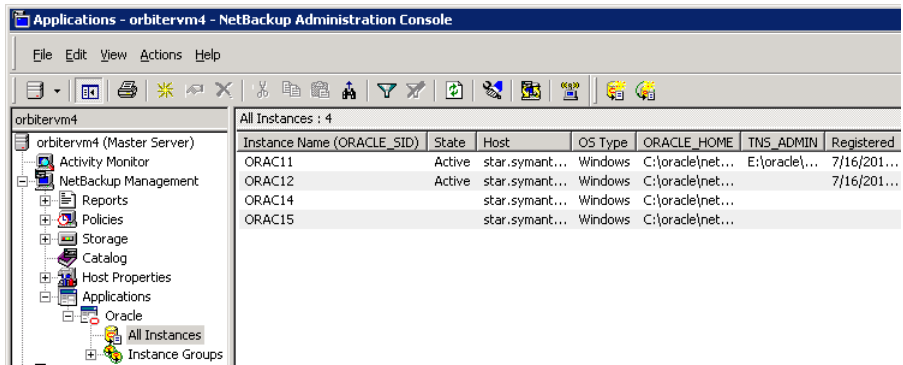 Applications - orbitervm4 - NetBackup Administration Console
File Edit View Actions Help
orbitervm4
All Instances : 4
orbitervm4 (Master Server)
Activity Monitor
NetBackup Management
Reports
Policies
Storage
Catalog
Host Properties
Applications
Oracle
All Instances
Instance Groups
Instance Name (ORACLE_SID) State Host OS Type ORACLE_HOME TNS_ADMIN Registered
ORAC11 Active star.symant... Windows C:\oracle\net... E:\oracle\... 7/16/201...
ORAC12 Active star.symant... Windows C:\oracle\net... 7/16/201...
ORAC14 star.symant... Windows C:\oracle\net...
ORAC15 star.symant... Windows C:\oracle\net...